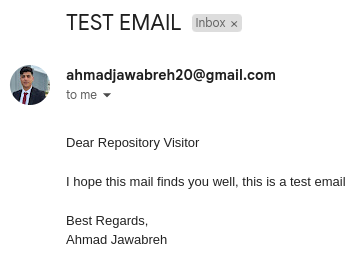 TEST EMAIL Inbox ×
ahmadjawabreh20@gmail.com
to me
Dear Repository Visitor
I hope this mail finds you well, this is a test email
Best Regards,
Ahmad Jawabreh